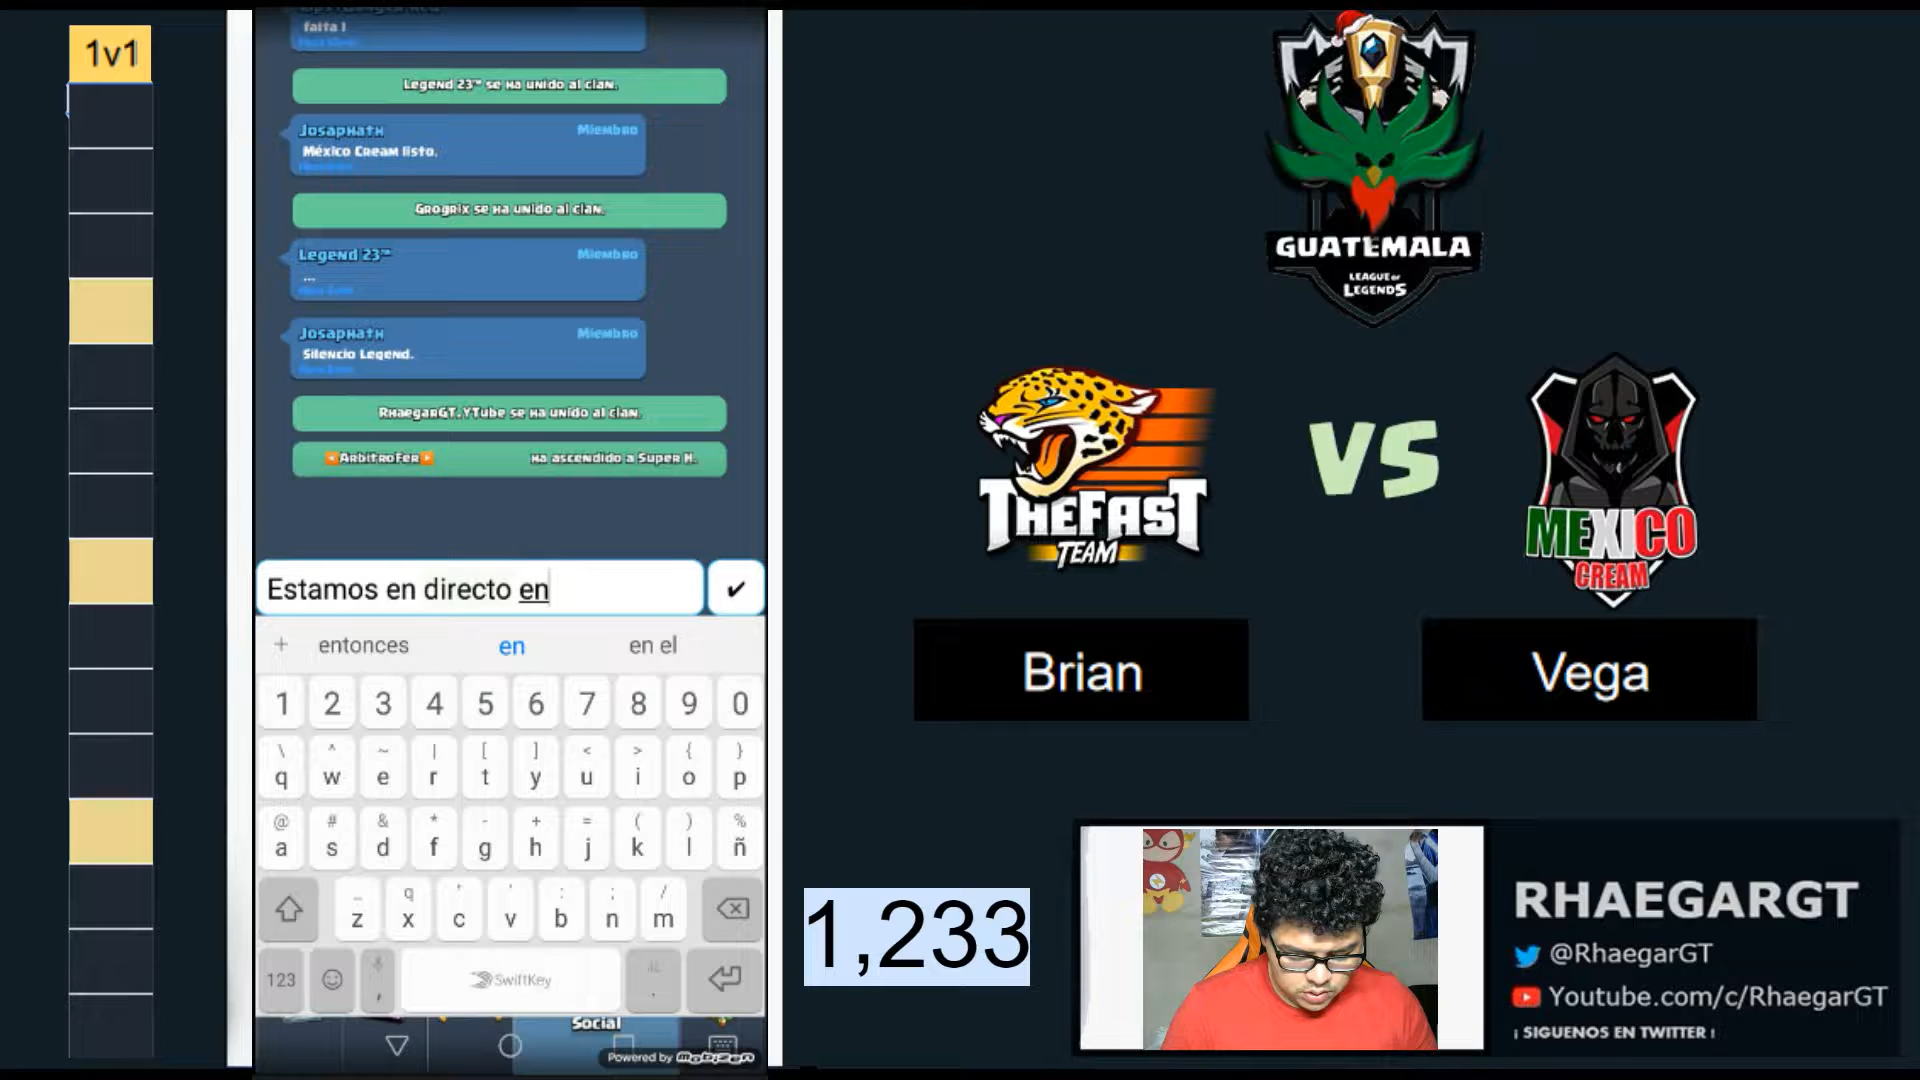 1v1
falta 1
Legend 23™ se ha unido al clan.
Josaphath Miembro
México Cream listo.
Grogrix se ha unido al clan.
Legend 23™ Miembro
...
Josaphath Miembro
Silencio Legend.
RhaegarGT.YTube se ha unido al clan.
ArbitroFer ha ascendido a Super M.
Estamos en directo en
entonces en en el
1 2 3 4 5 6 7 8 9 0
\ ^ ~ | [ ] < > { }
q w e r t y u i o p
@ # & * - + = ( ) %
a s d f g h j k l ñ
z x c v b n m
123 SwiftKey
Social
Powered by Mobizen
GUATEMALA
LEAGUE OF
LEGENDS
THEFAST
TEAM
VS
MEXICO
CREAM
Brian
Vega
1,233
RHAEGARGT
@RhaegarGT
Youtube.com/c/RhaegarGT
¡ SIGUENOS EN TWITTER !